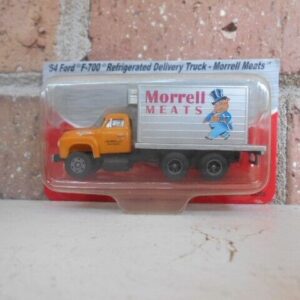 '54 Ford "F-700" Refrigerated Delivery Truck - Morrell Meats"
Morrell
MEATS